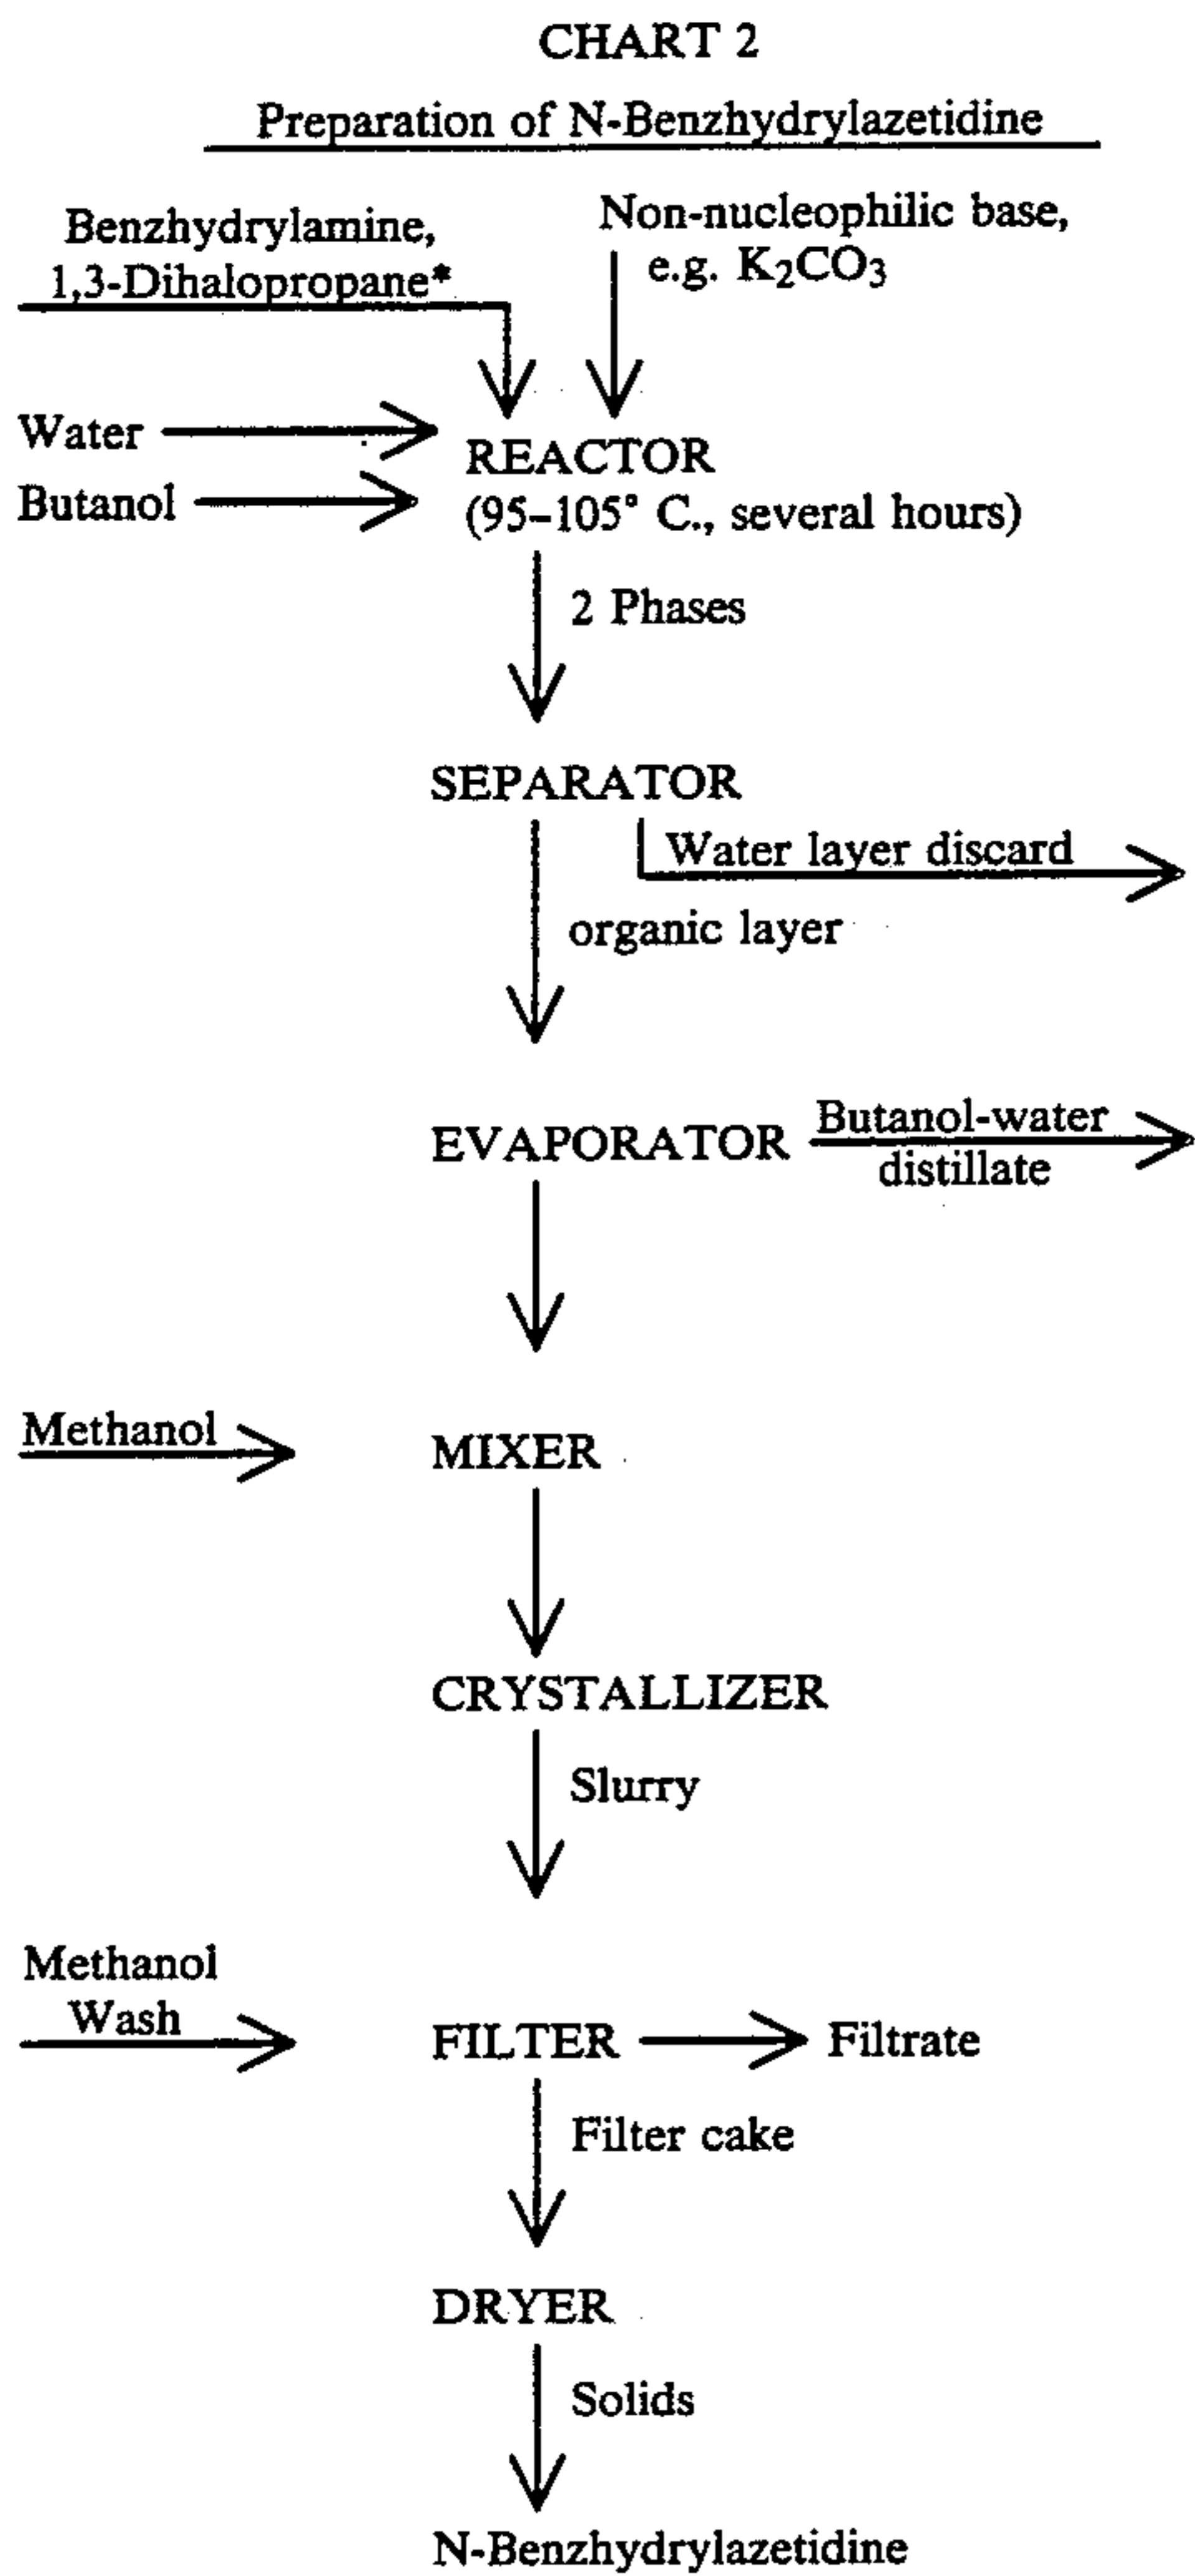 CHART 2
Preparation of N-Benzhydrylazetidine
Benzhydrylamine,
1,3-Dihalopropane*
Non-nucleophilic base,
e.g. K₂CO₃
Water
Butanol
REACTOR
(95–105° C., several hours)
2 Phases
SEPARATOR
Water layer discard
organic layer
EVAPORATOR
Butanol-water
distillate
Methanol
MIXER
CRYSTALLIZER
Slurry
Methanol
Wash
FILTER
Filtrate
Filter cake
DRYER
Solids
N-Benzhydrylazetidine